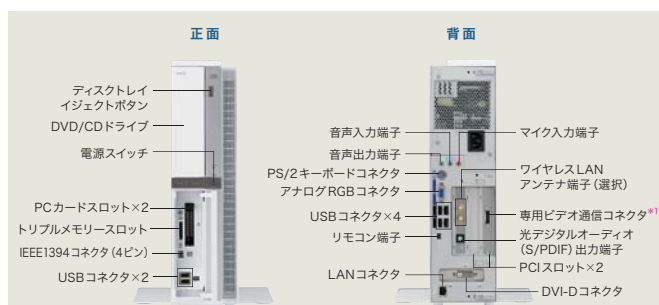 正面
ディスクトレイ
イジェクトボタン
DVD/CDドライブ
電源スイッチ
PCカードスロット×2
トリプルメモリースロット
IEEE1394コネクタ(4ピン)
USBコネクタ×2
背面
音声入力端子
音声出力端子
PS/2キーボードコネクタ
アナログRGBコネクタ
USBコネクタ×4
リモコン端子
LANコネクタ
マイク入力端子
ワイヤレスLAN
アンテナ端子(選択)
専用ビデオ通信コネクタ*1
光デジタルオーディオ
(S/PDIF)出力端子
PCIスロット×2
DVI-Dコネクタ